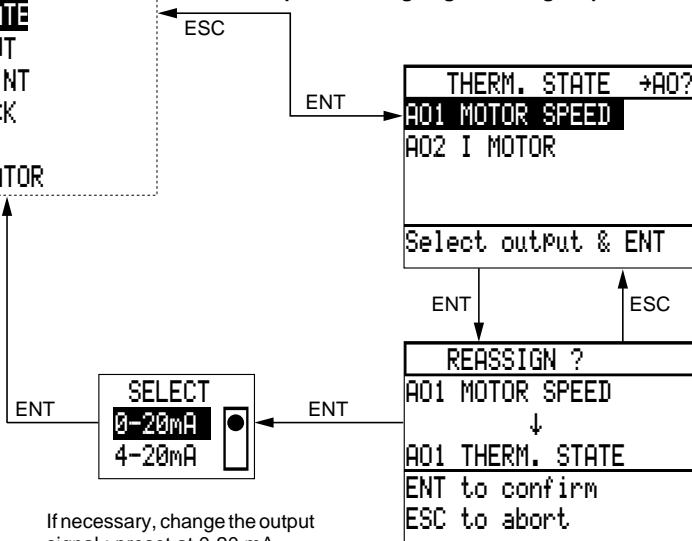 ESC
ENT
THERM. STATE →AO?
AO1 MOTOR SPEED
AO2 I MOTOR
Select output & ENT
ENT
ESC
REASSIGN ?
AO1 MOTOR SPEED
↓
AO1 THERM. STATE
ENT to confirm
ESC to abort
ENT
SELECT
0-20mA
4-20mA
ENT
If necessary, change the output